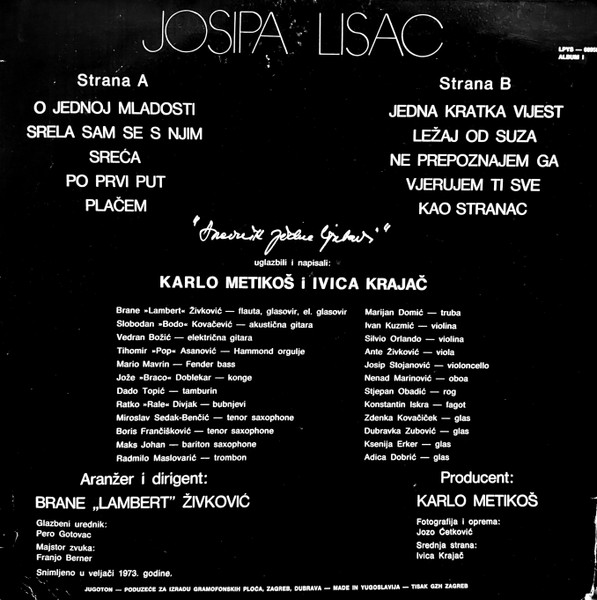 JOSIPA LISAC
LPYS —
ALBUM I
Strana A
O JEDNOJ MLADOSTI
SRELA SAM SE S NJIM
SREĆA
PO PRVI PUT
PLAČEM
Strana B
JEDNA KRATKA VIJEST
LEŽAJ OD SUZA
NE PREPOZNAJEM GA
VJERUJEM TI SVE
KAO STRANAC
"Dnevnik jedne ljubavi"
uglazbili i napisali:
KARLO METIKOŠ i IVICA KRAJAČ
Brane »Lambert« Živković — flauta, glasovir, el. glasovir
Slobodan »Bodo« Kovačević — akustična gitara
Vedran Božić — električna gitara
Tihomir »Pop« Asanović — Hammond orgulje
Mario Mavrin — Fender bass
Jože »Braco« Doblekar — konge
Dado Topić — tamburin
Ratko »Rale« Divjak — bubnjevi
Miroslav Sedak-Benčić — tenor saxophone
Boris Frančišković — tenor saxophone
Maks Johan — bariton saxophone
Radmilo Maslovarić — trombon
Marijan Domić — truba
Ivan Kuzmić — violina
Silvio Orlando — violina
Ante Živković — viola
Josip Stojanović — violoncello
Nenad Marinović — oboa
Stjepan Obadić — rog
Konstantin Iskra — fagot
Zdenka Kovačiček — glas
Dubravka Zubović — glas
Ksenija Erker — glas
Adica Dobrić — glas
Aranžer i dirigent:
BRANE „LAMBERT" ŽIVKOVIĆ
Glazbeni urednik:
Pero Gotovac
Majstor zvuka:
Franjo Berner
Snimljeno u veljači 1973. godine.
Producent:
KARLO METIKOŠ
Fotografija i oprema:
Jozo Ćetković
Srednja strana:
Ivica Krajač
JUGOTON — PODUZEĆE ZA IZRADU GRAMOFONSKIH PLOČA, ZAGREB, DUBRAVA — MADE IN YUGOSLAVIJA — TISAK GZH ZAGREB